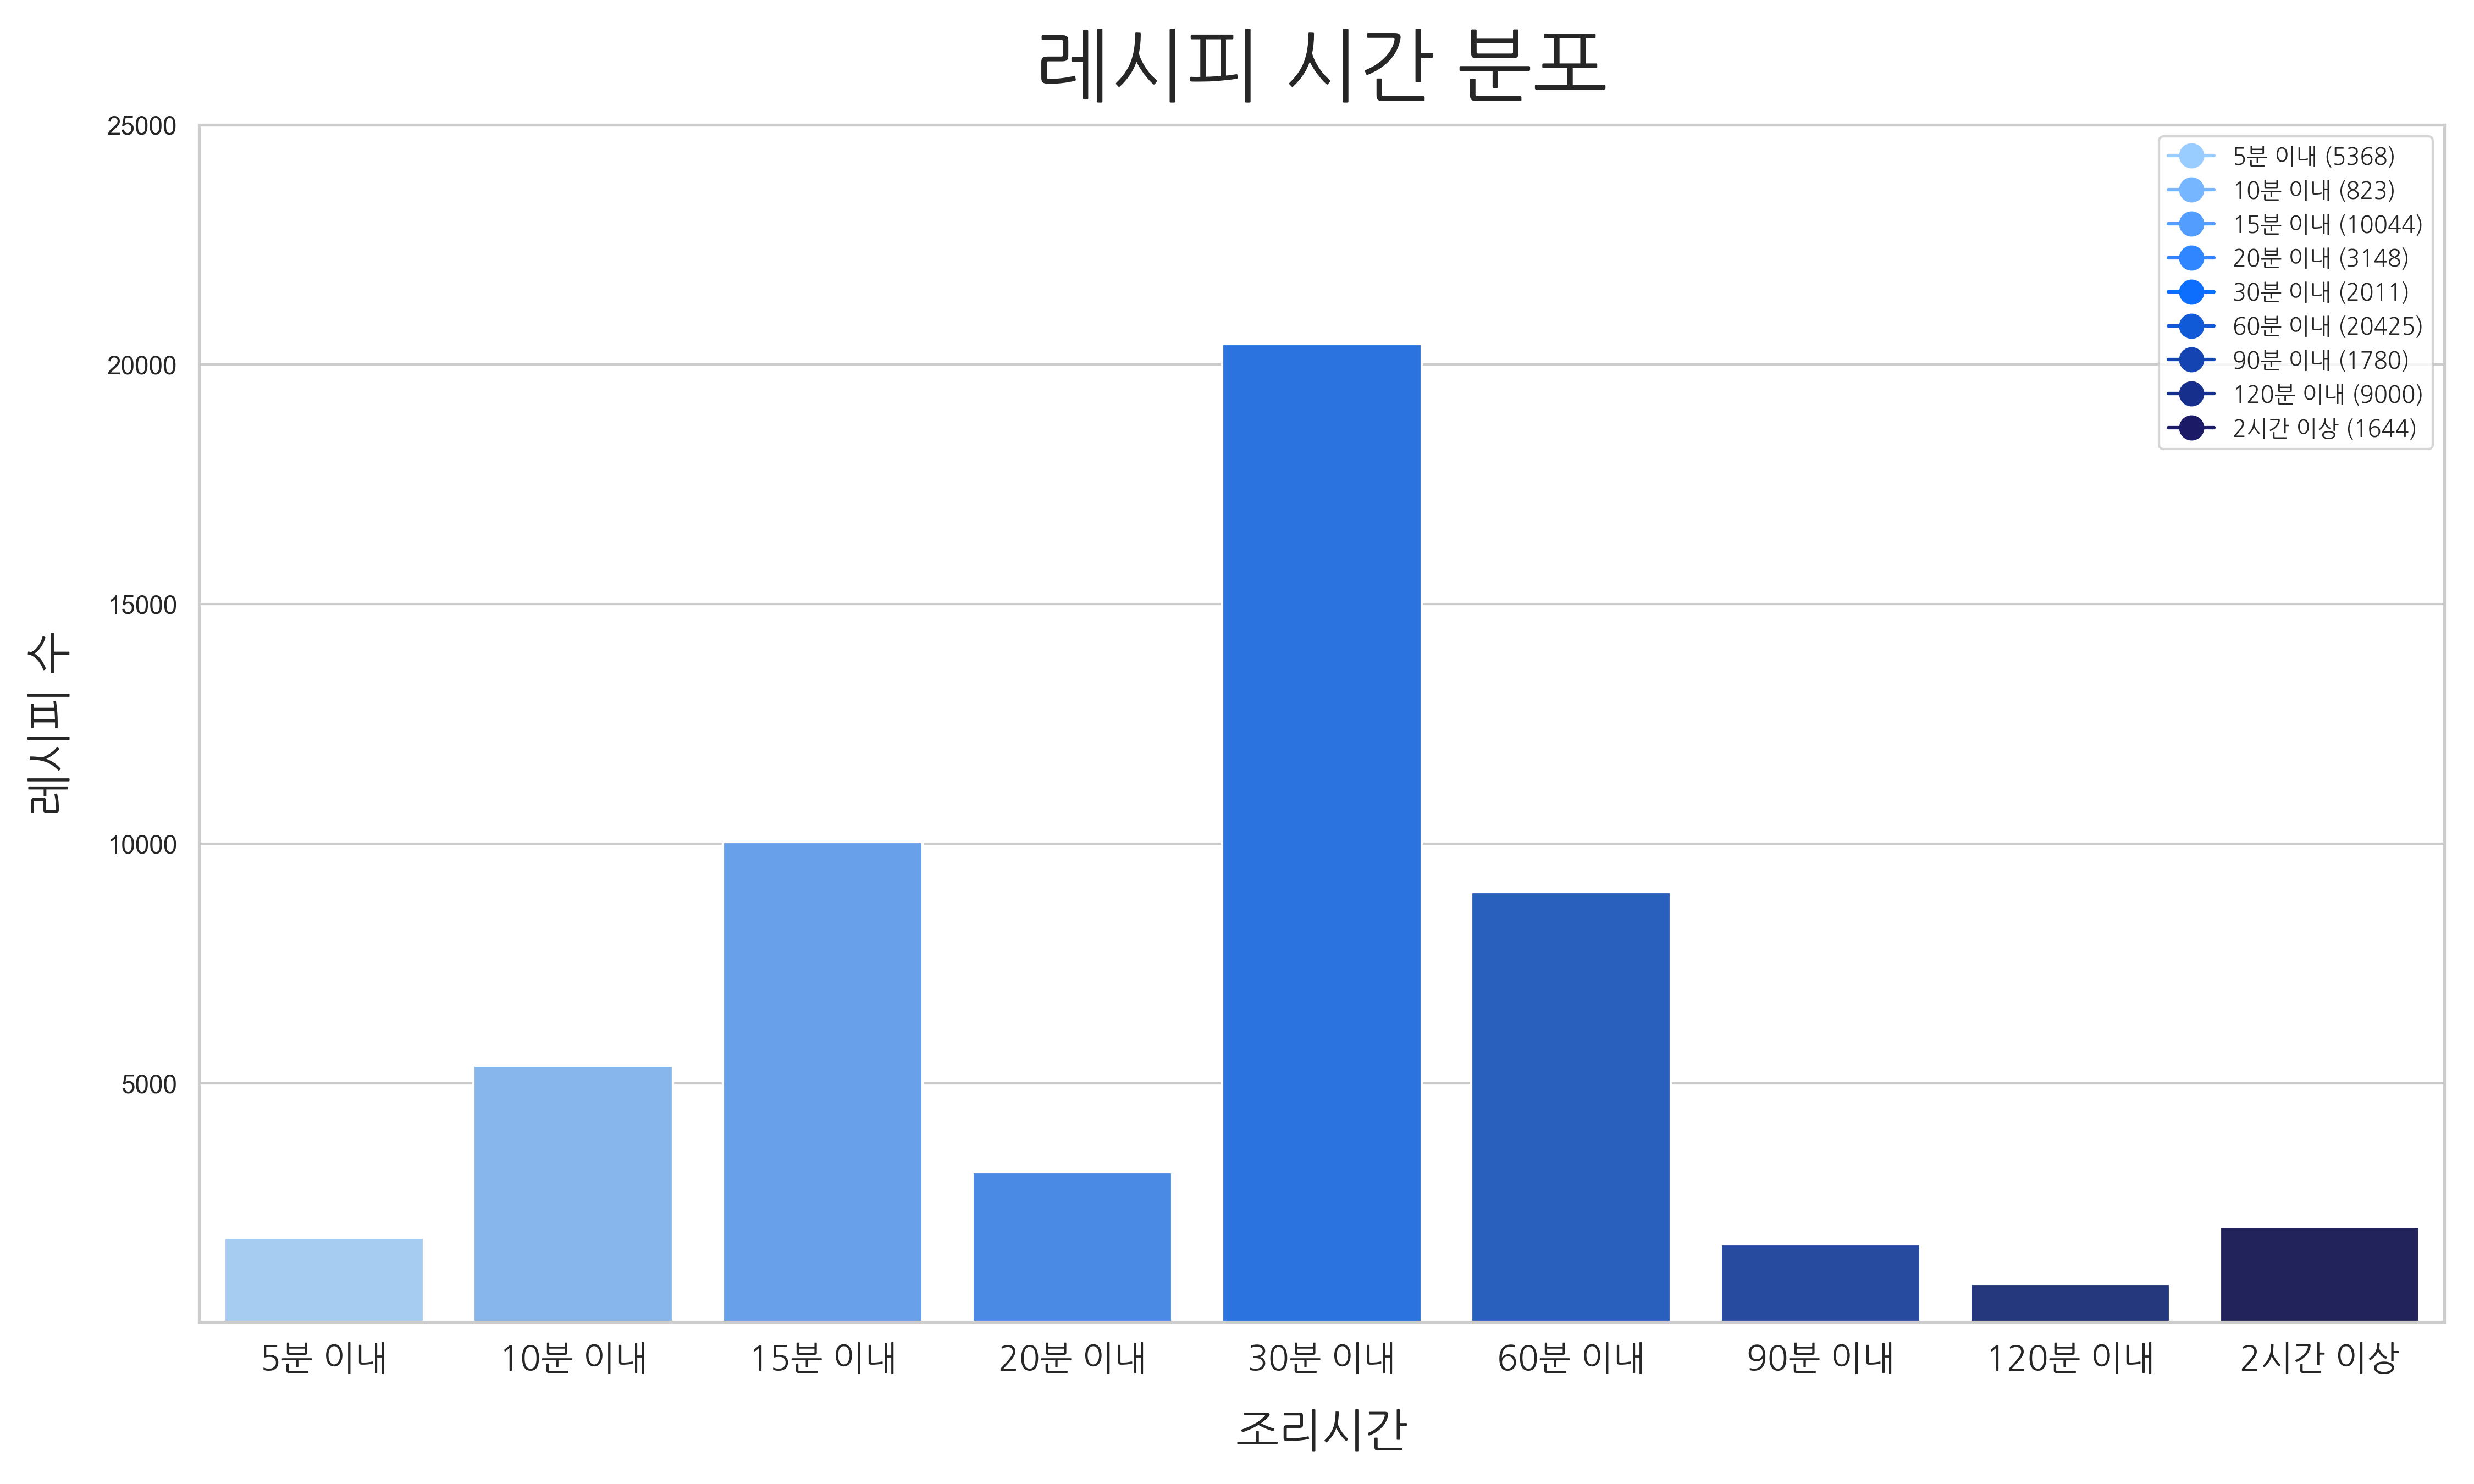 레시피 시간 분포
레시피 수
25000
20000
15000
10000
5000
5분 이내 (5368)
10분 이내 (823)
15분 이내 (10044)
20분 이내 (3148)
30분 이내 (2011)
60분 이내 (20425)
90분 이내 (1780)
120분 이내 (9000)
2시간 이상 (1644)
5분 이내 10분 이내 15분 이내 20분 이내 30분 이내 60분 이내 90분 이내 120분 이내 2시간 이상
조리시간